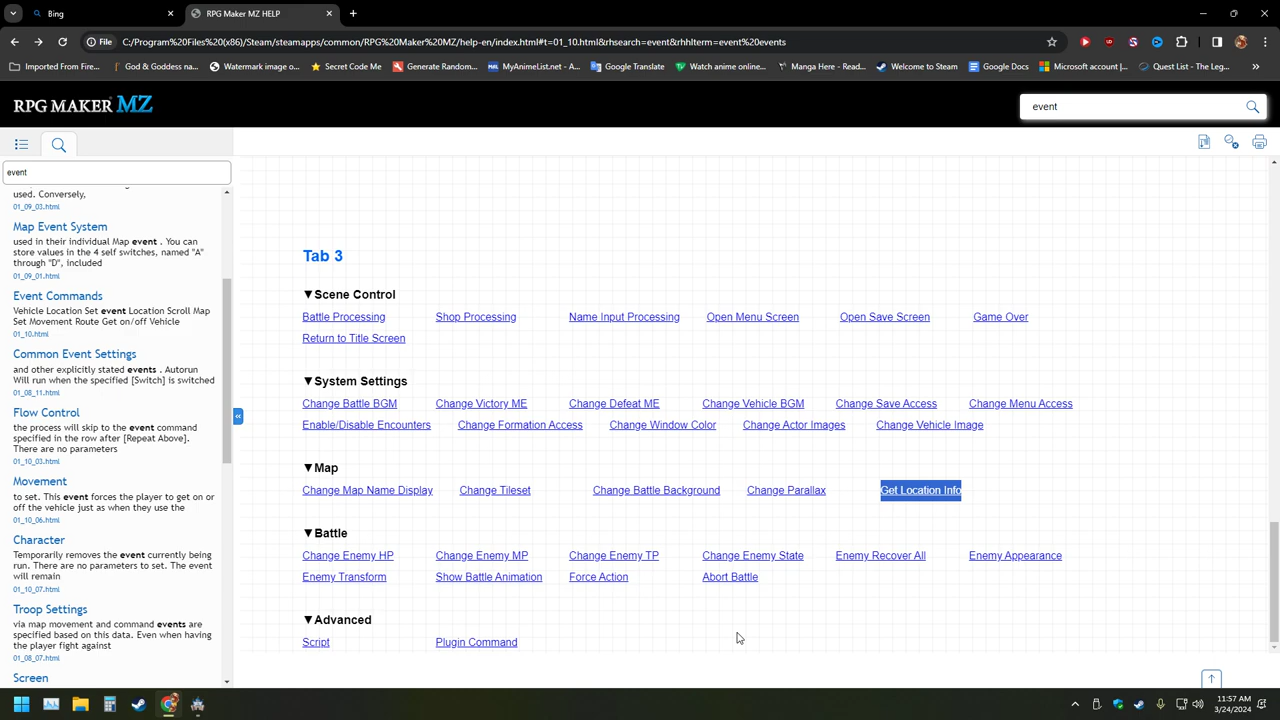 Bing
RPG Maker MZ HELP
File
C:/Program%20Files%20(x86)/Steam/steamapps/common/RPG%20Maker%20MZ/help-en/index.html#t=01_10.html&rhsearch=event&rhhlterm=event%20events
Imported From Firef...
God & Goddess na...
Watermark image o...
Secret Code Me
Generate Random...
MyAnimeList.net - A...
Google Translate
Watch anime online...
Manga Here - Read...
Watch Seven Deadly...
Google Docs
Microsoft account |...
Quest List - The Leg...
RPG MAKER MZ
event
event
used. Conversely,
01_09_03.html
Map Event System
used in their individual Map event . You can
store values in the 4 self switches, named "A"
through "D", included
01_09_01.html
Event Commands
Vehicle Location Set event Location Scroll Map
Set Movement Route Get on/off Vehicle
01_10.html
Common Event Settings
and other explicitly stated events . Autorun
Will run when the specified [Switch] is switched
01_08_11.html
Flow Control
the process will skip to the event command
specified in the row after [Repeat Above].
There are no parameters
01_10_03.html
Movement
to set. This event forces the player to get on or
off the vehicle just as when they use the
01_10_06.html
Character
Temporarily removes the event currently being
run. There are no parameters to set. The event
will remain
01_10_07.html
Troop Settings
via map movement and command events are
specified based on this data. Even when having
the player fight against
01_08_07.html
Screen
Tab 3
▼Scene Control
Battle Processing Shop Processing Name Input Processing Open Menu Screen Open Save Screen Game Over
Return to Title Screen
▼System Settings
Change Battle BGM Change Victory ME Change Defeat ME Change Vehicle BGM Change Save Access Change Menu Access
Enable/Disable Encounters Change Formation Access Change Window Color Change Actor Images Change Vehicle Image
▼Map
Change Map Name Display Change Tileset Change Battle Background Change Parallax Get Location Info
▼Battle
Change Enemy HP Change Enemy MP Change Enemy TP Change Enemy State Enemy Recover All Enemy Appearance
Enemy Transform Show Battle Animation Force Action Abort Battle
▼Advanced
Script Plugin Command
11:57 AM
3/24/2024